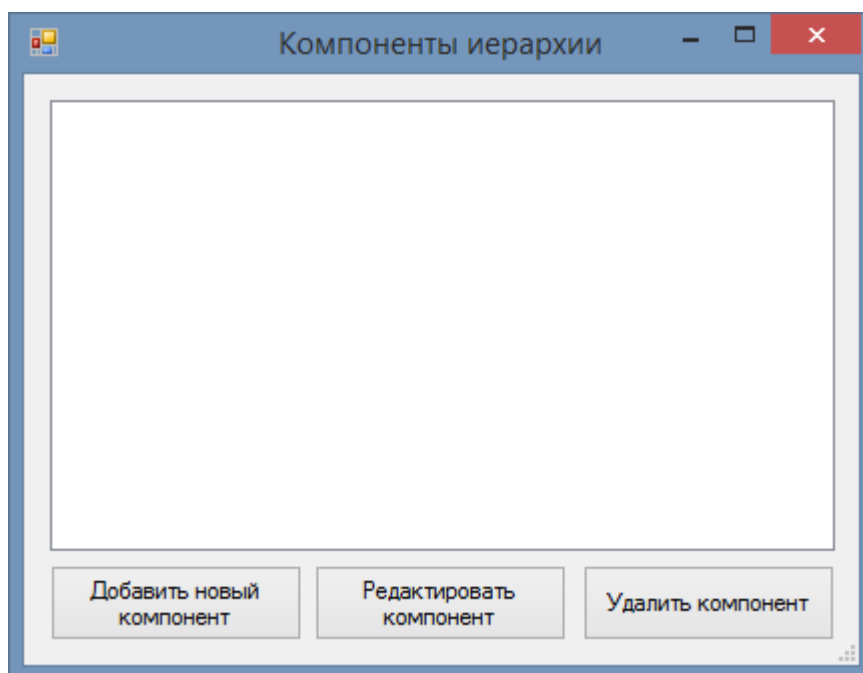 Компоненты иерархии
Добавить новый
компонент
Редактировать
компонент
Удалить компонент